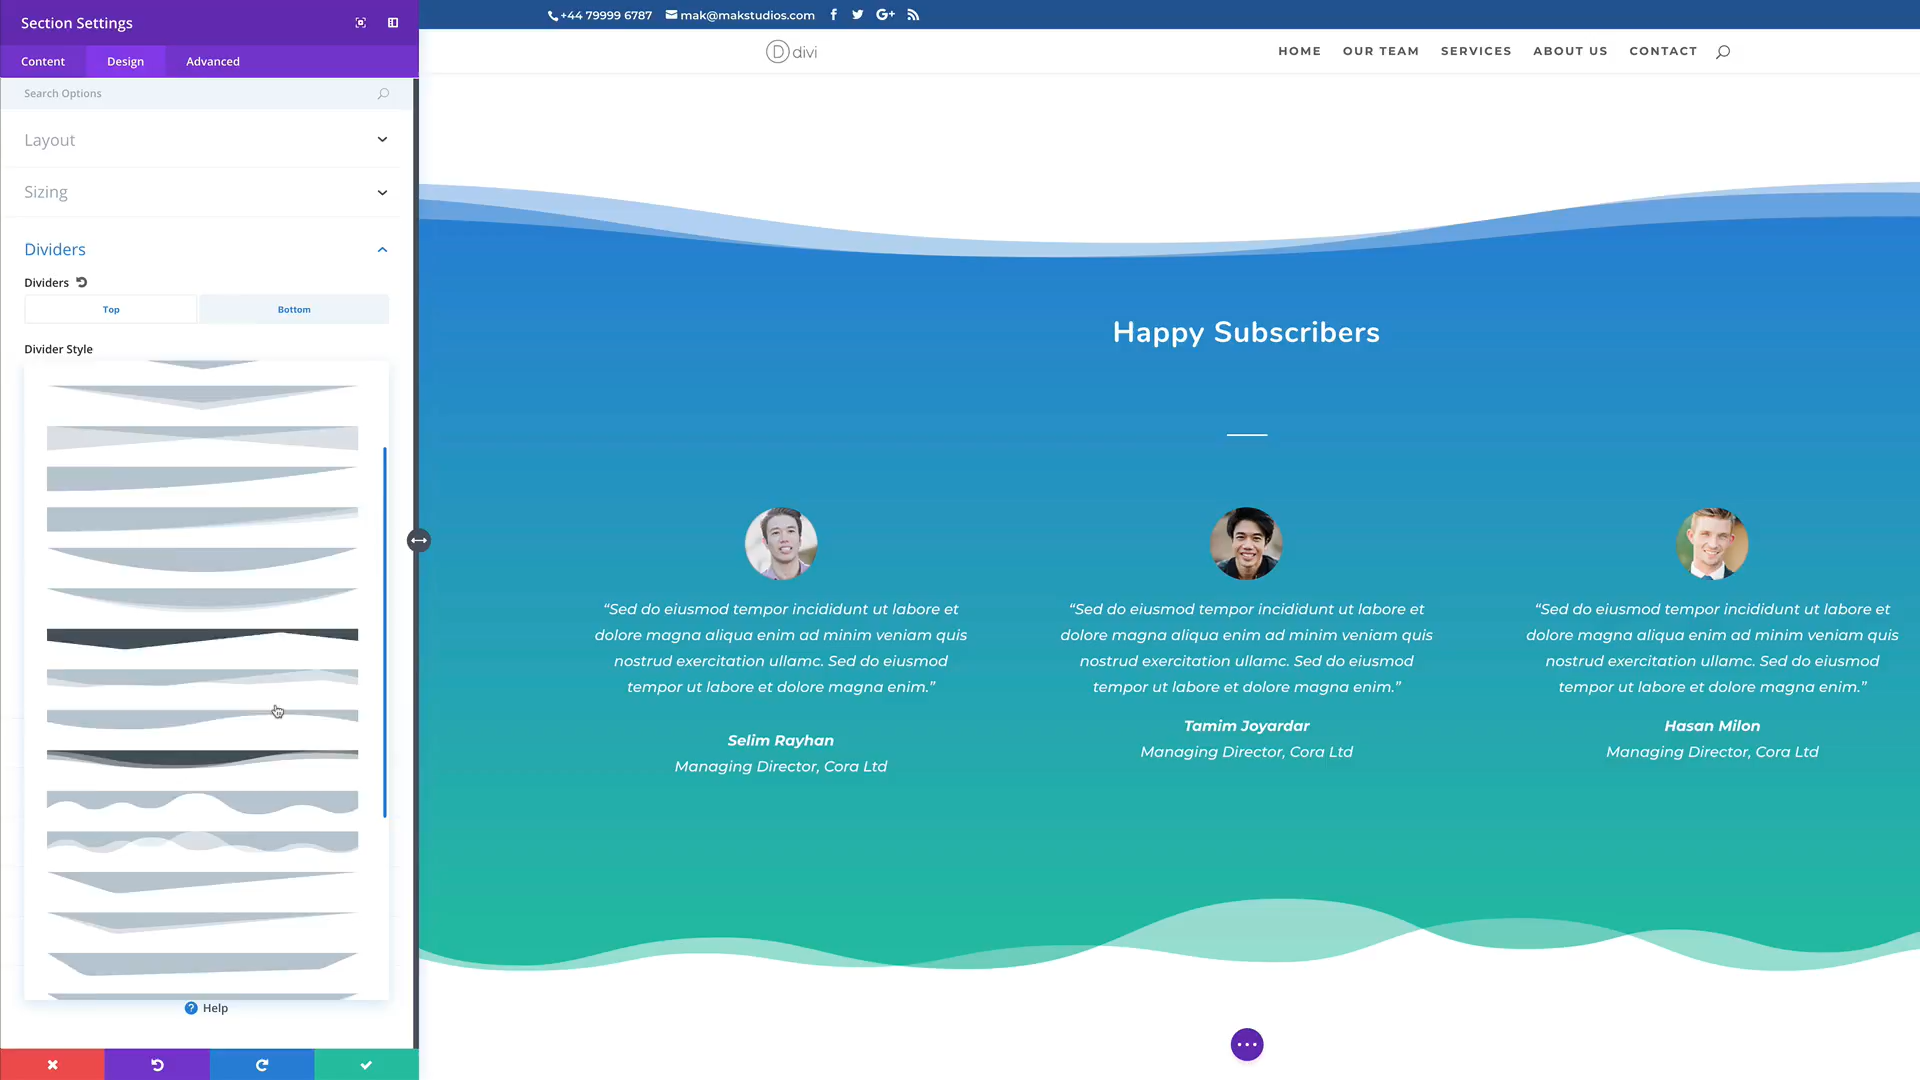 Section Settings
Content
Design
Advanced
Search Options
Layout
Sizing
Dividers
Dividers
Top
Bottom
Divider Style
Help
+44 79999 6787
mak@makstudios.com
D divi
HOME
OUR TEAM
SERVICES
ABOUT US
CONTACT
Happy Subscribers
“Sed do eiusmod tempor incididunt ut labore et
dolore magna aliqua enim ad minim veniam quis
nostrud exercitation ullamc. Sed do eiusmod
tempor ut labore et dolore magna enim.”
Selim Rayhan
Managing Director, Cora Ltd
“Sed do eiusmod tempor incididunt ut labore et
dolore magna aliqua enim ad minim veniam quis
nostrud exercitation ullamc. Sed do eiusmod
tempor ut labore et dolore magna enim.”
Tamim Joyardar
Managing Director, Cora Ltd
“Sed do eiusmod tempor incididunt ut labore et
dolore magna aliqua enim ad minim veniam quis
nostrud exercitation ullamc. Sed do eiusmod
tempor ut labore et dolore magna enim.”
Hasan Milon
Managing Director, Cora Ltd